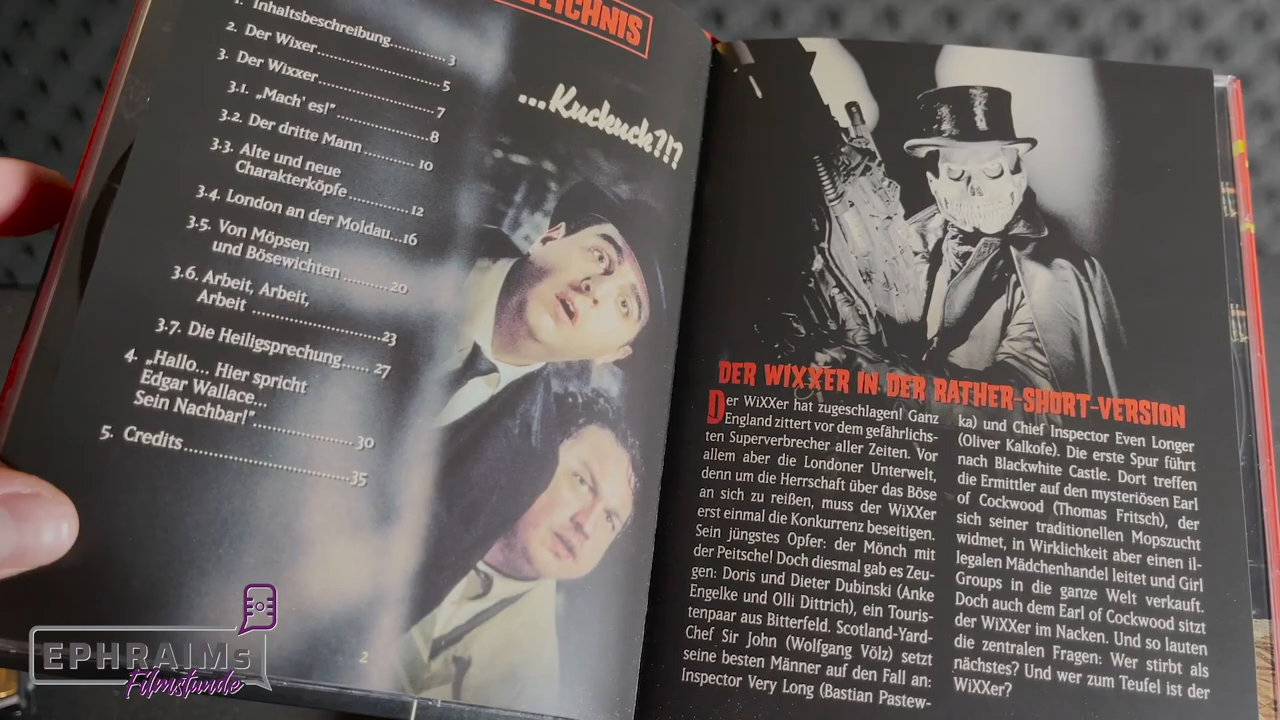 ZEICHNIS
1. Inhaltsbeschreibung..........3
2. Der Wixer..........5
3. Der Wixxer..........7
3.1. „Mach' es!“..........8
3.2. Der dritte Mann..........10
3.3. Alte und neue
Charakterköpfe..........12
3.4. London an der Moldau...16
3.5. Von Möpsen
und Bösewichten..........20
3.6. Arbeit, Arbeit,
Arbeit..........23
3.7. Die Heiligsprechung......27
4. „Hallo... Hier spricht
Edgar Wallace...
Sein Nachbar!“..........30
5. Credits..........35
...Kuckuck?!?
2
DER WIXXER IN DER RATHER-SHORT-VERSION
Der WiXXer hat zugeschlagen! Ganz
England zittert vor dem gefährlichs-
ten Superverbrecher aller Zeiten. Vor
allem aber die Londoner Unterwelt,
denn um die Herrschaft über das Böse
an sich zu reißen, muss der WiXXer
erst einmal die Konkurrenz beseitigen.
Sein jüngstes Opfer: der Mönch mit
der Peitsche! Doch diesmal gab es Zeu-
gen: Doris und Dieter Dubinski (Anke
Engelke und Olli Dittrich), ein Touris-
tenpaar aus Bitterfeld. Scotland-Yard-
Chef Sir John (Wolfgang Völz) setzt
seine besten Männer auf den Fall an:
Inspector Very Long (Bastian Pastew-
ka) und Chief Inspector Even Longer
(Oliver Kalkofe). Die erste Spur führt
nach Blackwhite Castle. Dort treffen
die Ermittler auf den mysteriösen Earl
of Cockwood (Thomas Fritsch), der
sich seiner traditionellen Mopszucht
widmet, in Wirklichkeit aber einen il-
legalen Mädchenhandel leitet und Girl
Groups in die ganze Welt verkauft.
Doch auch dem Earl of Cockwood sitzt
der WiXXer im Nacken. Und so lauten
die zentralen Fragen: Wer stirbt als
nächstes? Und wer zum Teufel ist der
WiXXer?
EPHRAIMs
Filmstunde